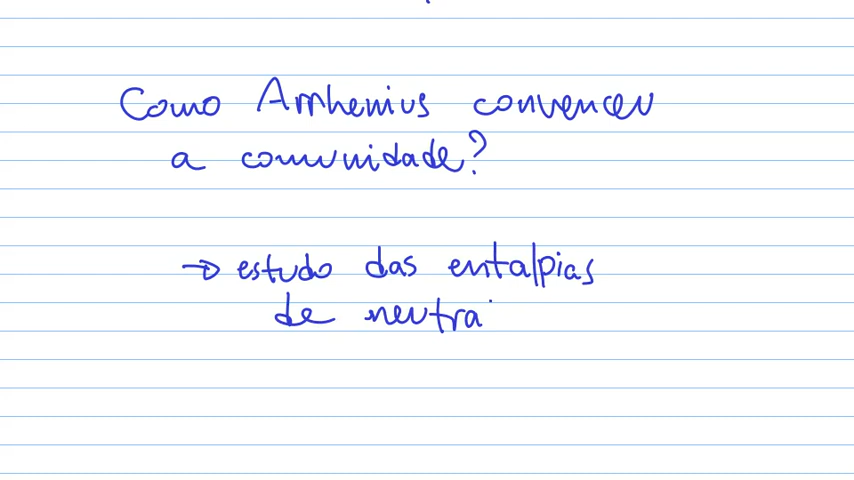 Como Arrhenius convenceu
a comunidade?
→ estudo das entalpias
de neutra